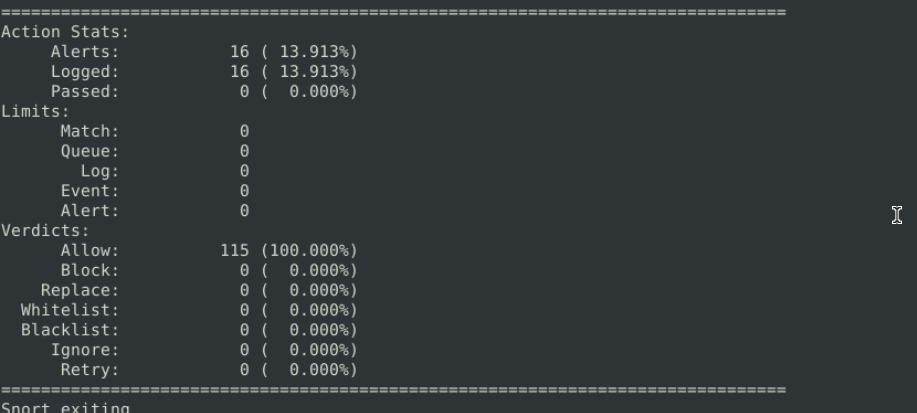 ===============================================================================
Action Stats:
     Alerts:           16 ( 13.913%)
     Logged:           16 ( 13.913%)
     Passed:            0 (  0.000%)
Limits:
      Match:            0
      Queue:            0
        Log:            0
      Event:            0
      Alert:            0
Verdicts:
      Allow:          115 (100.000%)
      Block:            0 (  0.000%)
    Replace:            0 (  0.000%)
  Whitelist:            0 (  0.000%)
  Blacklist:            0 (  0.000%)
     Ignore:            0 (  0.000%)
      Retry:            0 (  0.000%)
===============================================================================
Snort exiting